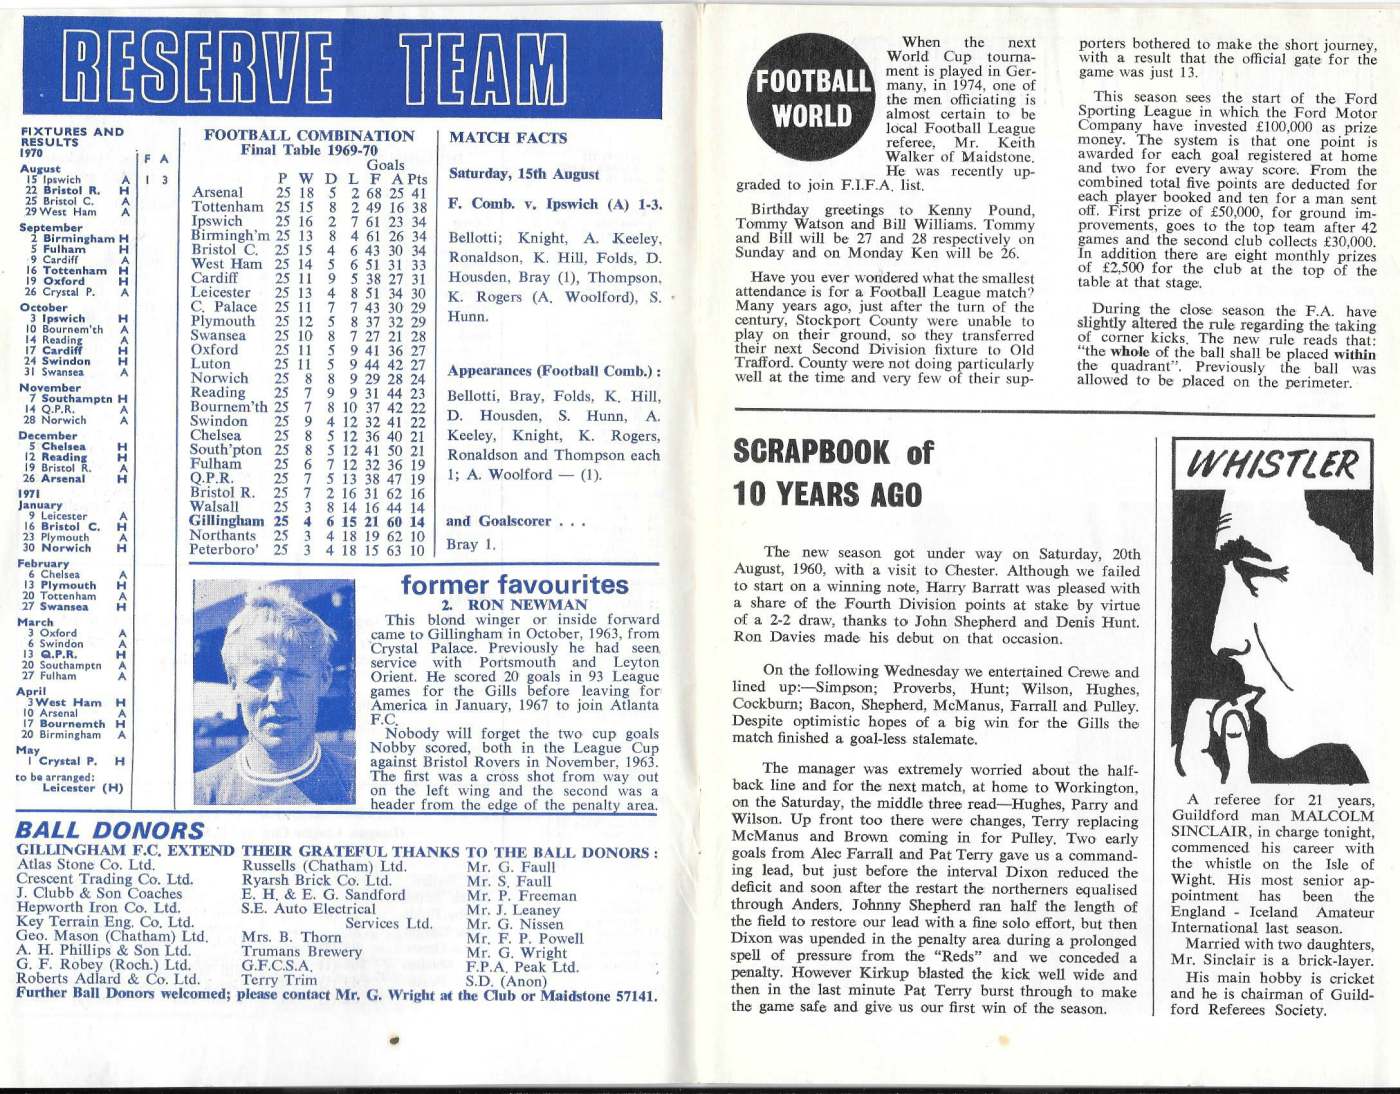 RESERVE TEAM
FIXTURES AND
RESULTS
1970
F A
August
15 Ipswich A 1 3
22 Bristol R. H
25 Bristol C. A
29 West Ham A
September
2 Birmingham H
5 Fulham H
9 Cardiff A
16 Tottenham H
19 Oxford H
26 Crystal P. A
October
3 Ipswich H
10 Bournem'th A
14 Reading A
17 Cardiff H
24 Swindon H
31 Swansea A
November
7 Southamptn H
14 Q.P.R. A
28 Norwich A
December
5 Chelsea H
12 Reading H
19 Bristol R. A
26 Arsenal H
1971
January
9 Leicester A
16 Bristol C. H
23 Plymouth A
30 Norwich H
February
6 Chelsea A
13 Plymouth H
20 Tottenham A
27 Swansea H
March
3 Oxford A
6 Swindon A
13 Q.P.R. H
20 Southamptn A
27 Fulham A
April
3 West Ham H
10 Arsenal A
17 Bournemth H
20 Birmingham A
May
1 Crystal P. H
to be arranged:
Leicester (H)
FOOTBALL COMBINATION
Final Table 1969-70
Goals
P W D L F A Pts
Arsenal 25 18 5 2 68 25 41
Tottenham 25 15 8 2 49 16 38
Ipswich 25 16 2 7 61 23 34
Birmingh'm 25 13 8 4 61 26 34
Bristol C. 25 15 4 6 43 30 34
West Ham 25 14 5 6 51 31 33
Cardiff 25 11 9 5 38 27 31
Leicester 25 13 4 8 51 34 30
C. Palace 25 11 7 7 43 30 29
Plymouth 25 12 5 8 37 32 29
Swansea 25 10 8 7 27 21 28
Oxford 25 11 5 9 41 36 27
Luton 25 11 5 9 44 42 27
Norwich 25 8 8 9 29 28 24
Reading 25 7 9 9 31 44 23
Bournem'th 25 7 8 10 37 42 22
Swindon 25 9 4 12 32 41 22
Chelsea 25 8 5 12 36 40 21
South'pton 25 8 5 12 41 50 21
Fulham 25 6 7 12 32 36 19
Q.P.R. 25 7 5 13 38 47 19
Bristol R. 25 7 2 16 31 62 16
Walsall 25 3 8 14 16 44 14
Gillingham 25 4 6 15 21 60 14
Northants 25 3 4 18 19 62 10
Peterboro' 25 3 4 18 15 63 10
MATCH FACTS
Saturday, 15th August
F. Comb. v. Ipswich (A) 1-3.
Bellotti; Knight, A. Keeley,
Ronaldson, K. Hill, Folds, D.
Housden, Bray (1), Thompson,
K. Rogers (A. Woolford), S.
Hunn.
Appearances (Football Comb.) :
Bellotti, Bray, Folds, K. Hill,
D. Housden, S. Hunn, A.
Keeley, Knight, K. Rogers,
Ronaldson and Thompson each
1; A. Woolford — (1).
and Goalscorer . . .
Bray 1.
former favourites
2. RON NEWMAN
This blond winger or inside forward
came to Gillingham in October, 1963, from
Crystal Palace. Previously he had seen
service with Portsmouth and Leyton
Orient. He scored 20 goals in 93 League
games for the Gills before leaving for
America in January, 1967 to join Atlanta
F.C.
Nobody will forget the two cup goals
Nobby scored, both in the League Cup
against Bristol Rovers in November, 1963.
The first was a cross shot from way out
on the left wing and the second was a
header from the edge of the penalty area.
BALL DONORS
GILLINGHAM F.C. EXTEND THEIR GRATEFUL THANKS TO THE BALL DONORS :
Atlas Stone Co. Ltd.
Crescent Trading Co. Ltd.
J. Clubb & Son Coaches
Hepworth Iron Co. Ltd.
Key Terrain Eng. Co. Ltd.
Geo. Mason (Chatham) Ltd.
A. H. Phillips & Son Ltd.
G. F. Robey (Roch.) Ltd.
Roberts Adlard & Co. Ltd.
Russells (Chatham) Ltd.
Ryarsh Brick Co. Ltd.
E. H. & E. G. Sandford
S.E. Auto Electrical
Services Ltd.
Mrs. B. Thorn
Trumans Brewery
G.F.C.S.A.
Terry Trim
Mr. G. Faull
Mr. S. Faull
Mr. P. Freeman
Mr. J. Leaney
Mr. G. Nissen
Mr. F. P. Powell
Mr. G. Wright
F.P.A. Peak Ltd.
S.D. (Anon)
Further Ball Donors welcomed; please contact Mr. G. Wright at the Club or Maidstone 57141.
FOOTBALL
WORLD
When the next
World Cup tourna-
ment is played in Ger-
many, in 1974, one of
the men officiating is
almost certain to be
local Football League
referee, Mr. Keith
Walker of Maidstone.
He was recently up-
graded to join F.I.F.A. list.
Birthday greetings to Kenny Pound,
Tommy Watson and Bill Williams. Tommy
and Bill will be 27 and 28 respectively on
Sunday and on Monday Ken will be 26.
Have you ever wondered what the smallest
attendance is for a Football League match?
Many years ago, just after the turn of the
century, Stockport County were unable to
play on their ground, so they transferred
their next Second Division fixture to Old
Trafford. County were not doing particularly
well at the time and very few of their sup-
porters bothered to make the short journey,
with a result that the official gate for the
game was just 13.
This season sees the start of the Ford
Sporting League in which the Ford Motor
Company have invested £100,000 as prize
money. The system is that one point is
awarded for each goal registered at home
and two for every away score. From the
combined total five points are deducted for
each player booked and ten for a man sent
off. First prize of £50,000, for ground im-
provements, goes to the top team after 42
games and the second club collects £30,000.
In addition there are eight monthly prizes
of £2,500 for the club at the top of the
table at that stage.
During the close season the F.A. have
slightly altered the rule regarding the taking
of corner kicks. The new rule reads that:
"the whole of the ball shall be placed within
the quadrant". Previously the ball was
allowed to be placed on the perimeter.
SCRAPBOOK of
10 YEARS AGO
The new season got under way on Saturday, 20th
August, 1960, with a visit to Chester. Although we failed
to start on a winning note, Harry Barratt was pleased with
a share of the Fourth Division points at stake by virtue
of a 2-2 draw, thanks to John Shepherd and Denis Hunt.
Ron Davies made his debut on that occasion.
On the following Wednesday we entertained Crewe and
lined up:—Simpson; Proverbs, Hunt; Wilson, Hughes,
Cockburn; Bacon, Shepherd, McManus, Farrall and Pulley.
Despite optimistic hopes of a big win for the Gills the
match finished a goal-less stalemate.
The manager was extremely worried about the half-
back line and for the next match, at home to Workington,
on the Saturday, the middle three read—Hughes, Parry and
Wilson. Up front too there were changes, Terry replacing
McManus and Brown coming in for Pulley. Two early
goals from Alec Farrall and Pat Terry gave us a command-
ing lead, but just before the interval Dixon reduced the
deficit and soon after the restart the northerners equalised
through Anders. Johnny Shepherd ran half the length of
the field to restore our lead with a fine solo effort, but then
Dixon was upended in the penalty area during a prolonged
spell of pressure from the "Reds" and we conceded a
penalty. However Kirkup blasted the kick well wide and
then in the last minute Pat Terry burst through to make
the game safe and give us our first win of the season.
WHISTLER
A referee for 21 years,
Guildford man MALCOLM
SINCLAIR, in charge tonight,
commenced his career with
the whistle on the Isle of
Wight. His most senior ap-
pointment has been the
England - Iceland Amateur
International last season.
Married with two daughters,
Mr. Sinclair is a brick-layer.
His main hobby is cricket
and he is chairman of Guild-
ford Referees Society.